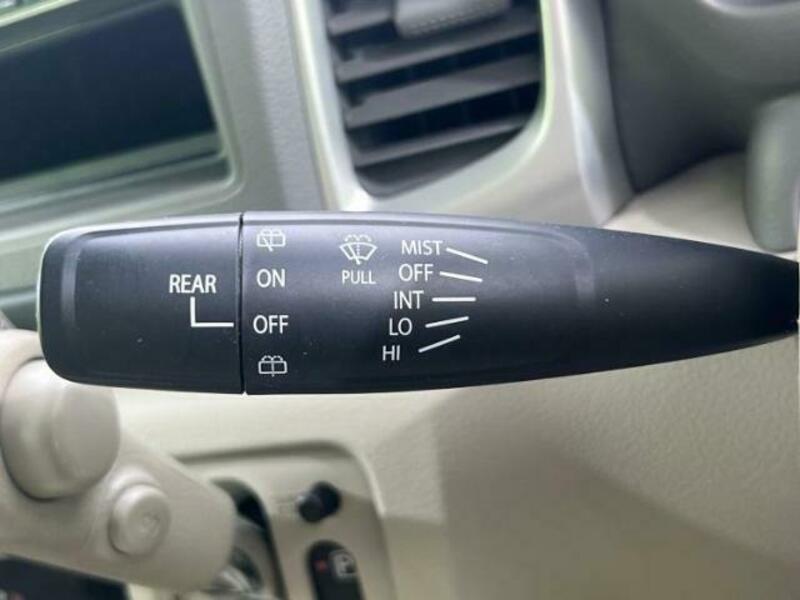 REAR
ON
OFF
PULL
MIST
OFF
INT
LO
HI
P